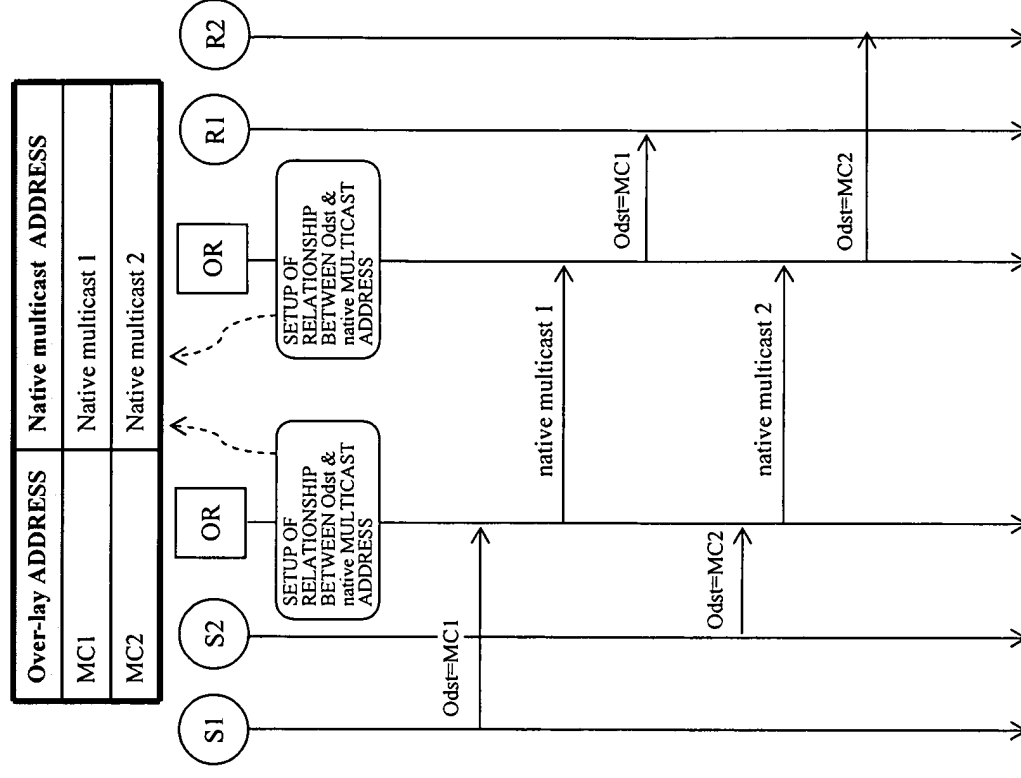 Over-lay ADDRESS
Native multicast ADDRESS
MC1
Native multicast 1
MC2
Native multicast 2
S1
S2
OR
OR
R1
R2
SETUP OF
RELATIONSHIP
BETWEEN Odst &
native MULTICAST
ADDRESS
SETUP OF
RELATIONSHIP
BETWEEN Odst &
native MULTICAST
ADDRESS
Odst=MC1
native multicast 1
Odst=MC1
Odst=MC2
native multicast 2
Odst=MC2